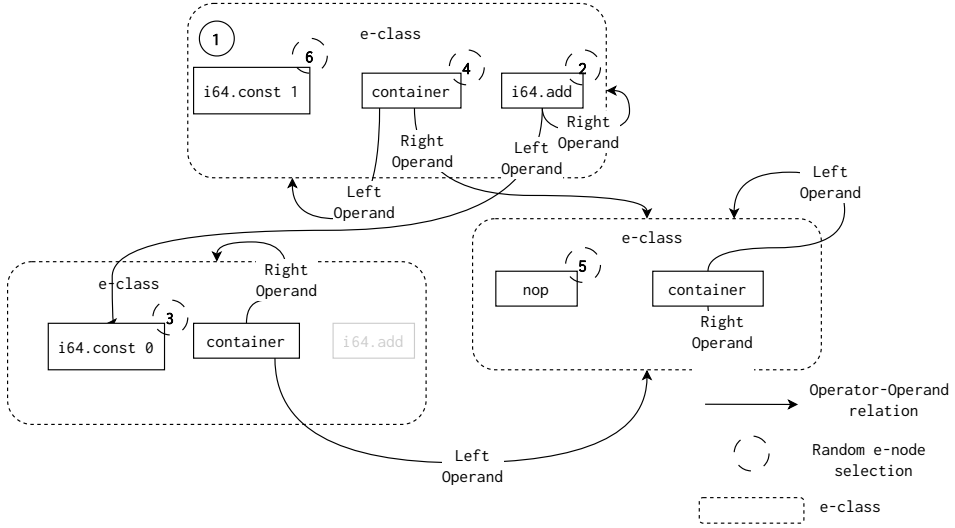 1
e-class
6
4
2
i64.const 1
container
i64.add
Right
Operand
Right
Operand
Left
Operand
Left
Operand
Left
Operand
e-class
5
nop
container
Right
Operand
Right
Operand
e-class
3
i64.const 0
container
i64.add
Left
Operand
Operator-Operand
relation
Random e-node
selection
e-class